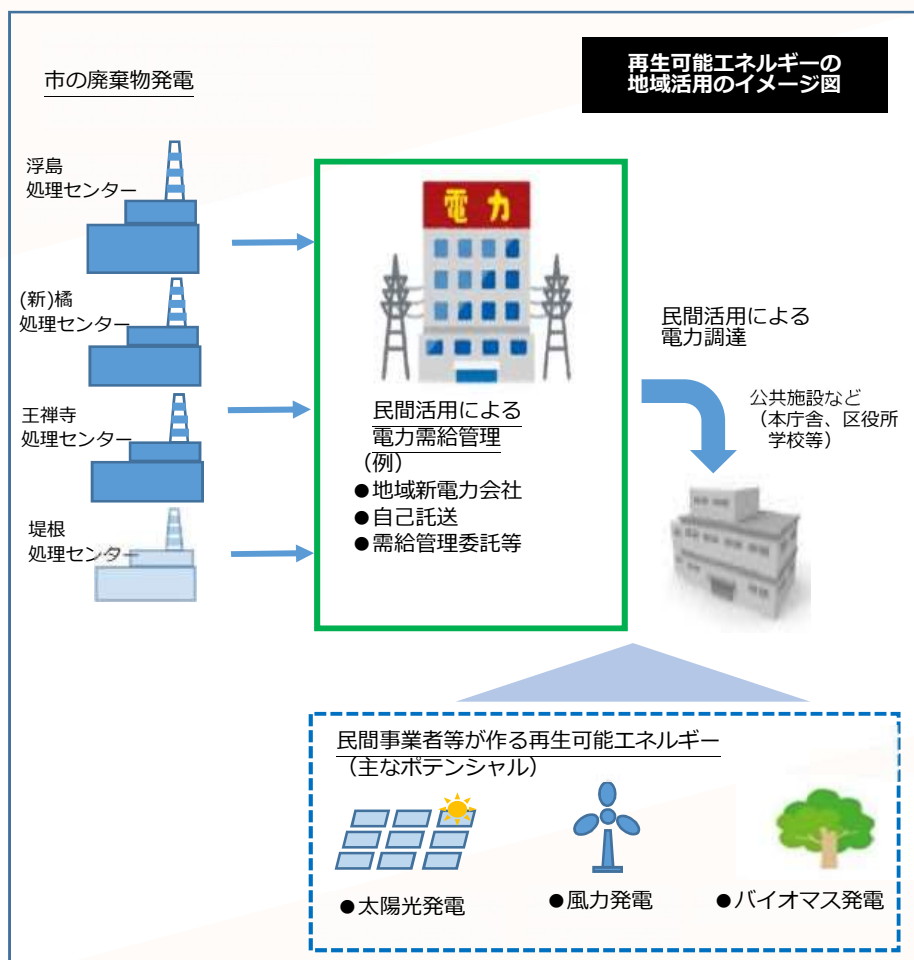 再生可能エネルギーの
地域活用のイメージ図
市の廃棄物発電
浮島
処理センター
(新)橘
処理センター
王禅寺
処理センター
堤根
処理センター
電力
民間活用による
電力需給管理
（例）
●地域新電力会社
●自己託送
●需給管理委託等
民間活用による
電力調達
公共施設など
（本庁舎、区役所
学校等）
民間事業者等が作る再生可能エネルギー
（主なポテンシャル）
●太陽光発電
●風力発電
●バイオマス発電